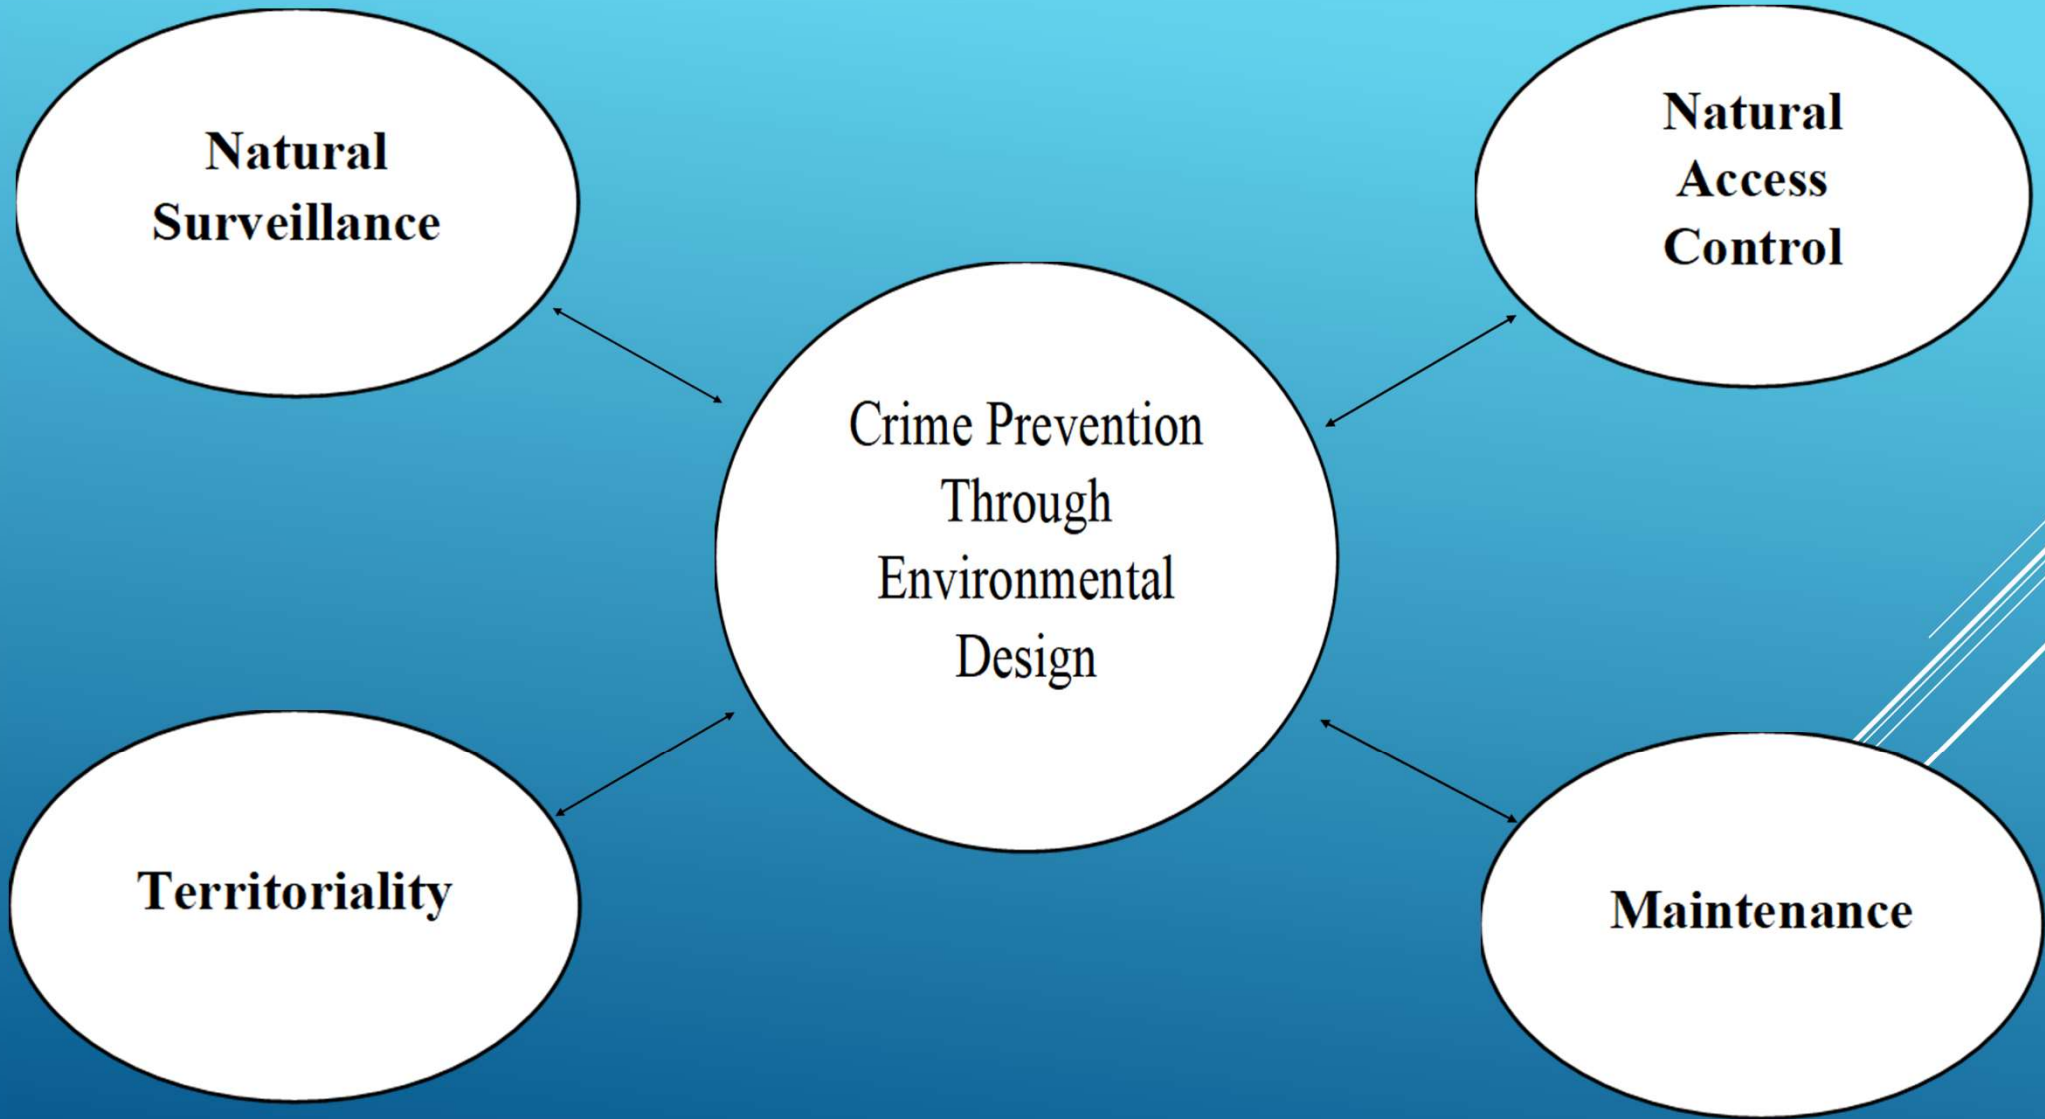 Natural
Surveillance
Natural
Access
Control
Crime Prevention
Through
Environmental
Design
Territoriality
Maintenance